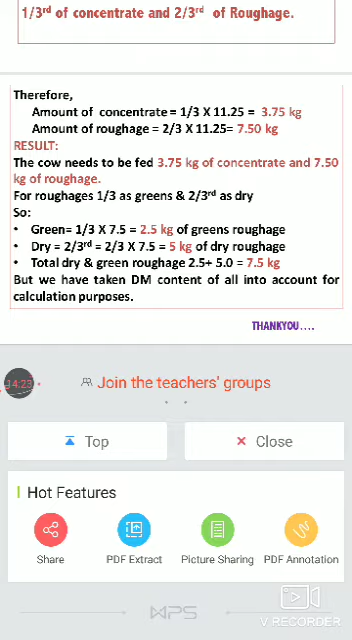 1/3rd of concentrate and 2/3rd of Roughage.
Therefore,
Amount of concentrate = 1/3 X 11.25 = 3.75 kg
Amount of roughage = 2/3 X 11.25= 7.50 kg
RESULT:
The cow needs to be fed 3.75 kg of concentrate and 7.50
kg of roughage.
For roughages 1/3 as greens & 2/3rd as dry
So:
• Green= 1/3 X 7.5 = 2.5 kg of greens roughage
• Dry = 2/3rd = 2/3 X 7.5 = 5 kg of dry roughage
• Total dry & green roughage 2.5+ 5.0 = 7.5 kg
But we have taken DM content of all into account for
calculation purposes.
THANKYOU....
14:23
Join the teachers' groups
Top
Close
Hot Features
Share
PDF Extract
Picture Sharing
PDF Annotation
WPS
V RECORDER